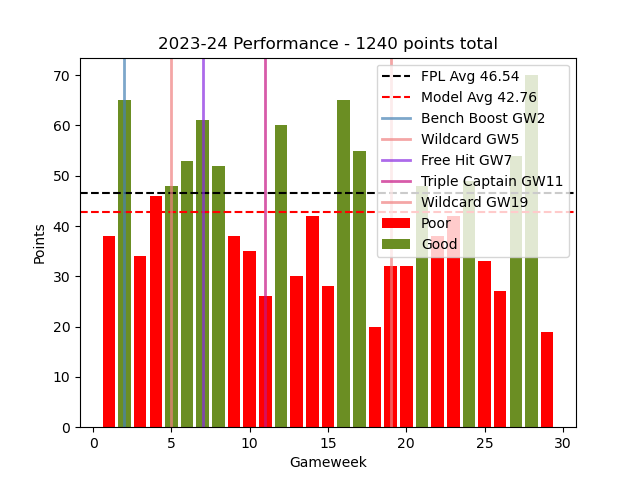 2023-24 Performance - 1240 points total
70
60
50
40
30
20
10
0
Points
0
5
10
15
20
25
30
Gameweek
FPL Avg 46.54
Model Avg 42.76
Bench Boost GW2
Wildcard GW5
Free Hit GW7
Triple Captain GW11
Wildcard GW19
Poor
Good